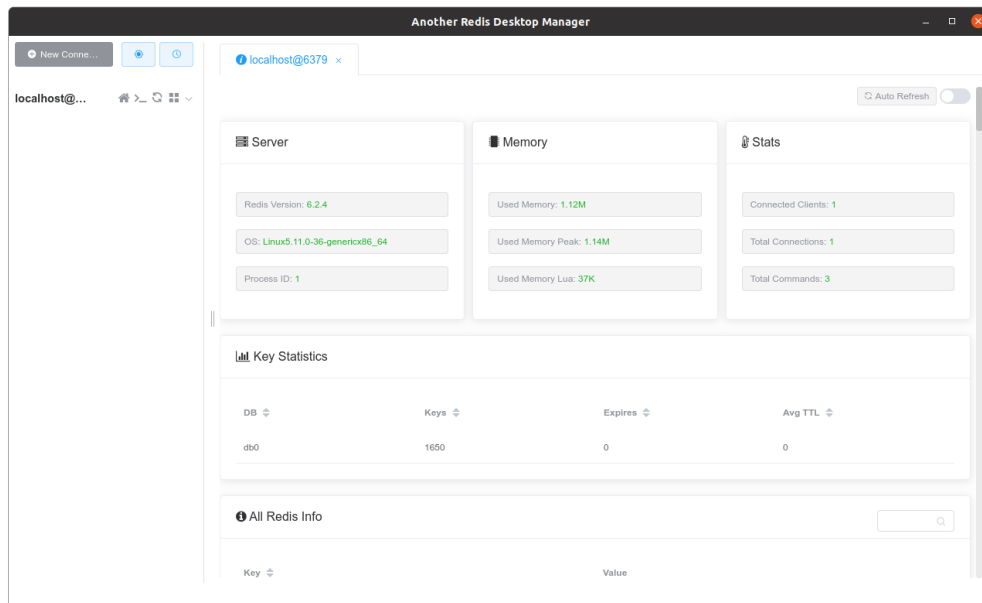 Another Redis Desktop Manager
New Conne...
localhost@6379
localhost@...
Auto Refresh
Server
Redis Version: 6.2.4
OS: Linux5.11.0-36-genericx86_64
Process ID: 1
Memory
Used Memory: 1.12M
Used Memory Peak: 1.14M
Used Memory Lua: 37K
Stats
Connected Clients: 1
Total Connections: 1
Total Commands: 3
Key Statistics
DB Keys Expires Avg TTL
db0 1650 0 0
All Redis Info
Key Value